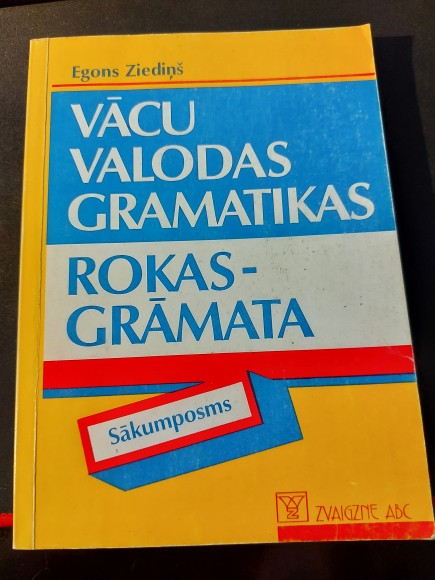 Egons Ziediņš
VĀCU
VALODAS
GRAMATIKAS
ROKAS-
GRĀMATA
Sākumposms
ZVAIGZNE ABC